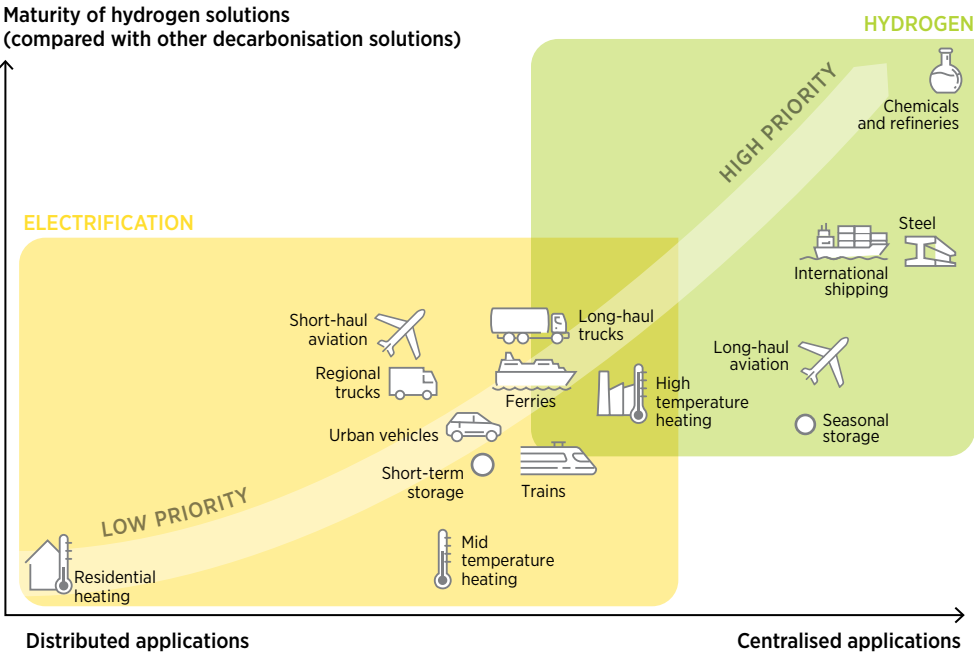 Maturity of hydrogen solutions
(compared with other decarbonisation solutions)
HYDROGEN
HIGH PRIORITY
Chemicals
and refineries
ELECTRIFICATION
Steel
International
shipping
Short-haul
aviation
Long-haul
trucks
Long-haul
aviation
Regional
trucks
Ferries
High
temperature
heating
Urban vehicles
Seasonal
storage
Short-term
storage
Trains
LOW PRIORITY
Mid
temperature
heating
Residential
heating
Distributed applications
Centralised applications